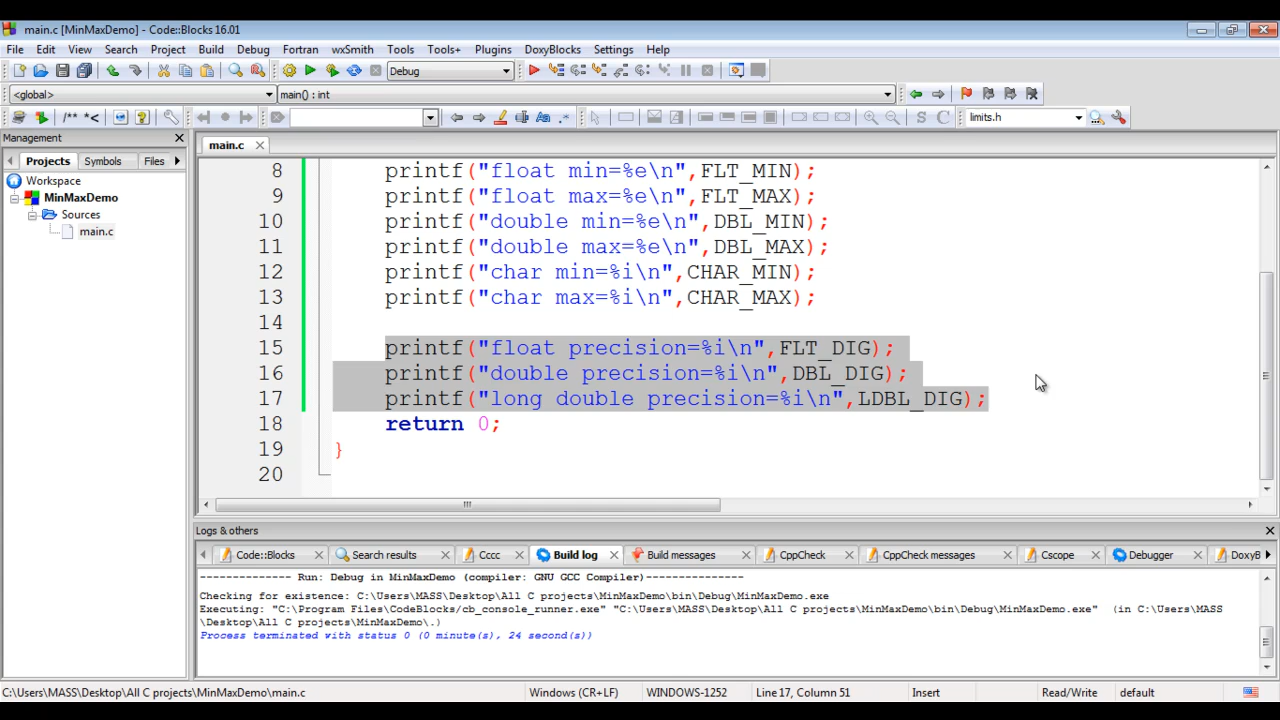 main.c [MinMaxDemo] - Code::Blocks 16.01
File Edit View Search Project Build Debug Fortran wxSmith Tools Tools+ Plugins DoxyBlocks Settings Help
Debug
<global> main() : int
/** *< Aa .* S C limits.h
Management
main.c
Projects Symbols Files
Workspace
MinMaxDemo
Sources
main.c
8 printf("float min=%e\n",FLT_MIN);
9 printf("float max=%e\n",FLT_MAX);
10 printf("double min=%e\n",DBL_MIN);
11 printf("double max=%e\n",DBL_MAX);
12 printf("char min=%i\n",CHAR_MIN);
13 printf("char max=%i\n",CHAR_MAX);
14
15 printf("float precision=%i\n",FLT_DIG);
16 printf("double precision=%i\n",DBL_DIG);
17 printf("long double precision=%i\n",LDBL_DIG);
18 return 0;
19 }
20
Logs & others
Code::Blocks Search results Cccc Build log Build messages CppCheck CppCheck messages Cscope Debugger DoxyB
-------------- Run: Debug in MinMaxDemo (compiler: GNU GCC Compiler)---------------
Checking for existence: C:\Users\MASS\Desktop\All C projects\MinMaxDemo\bin\Debug\MinMaxDemo.exe
Executing: "C:\Program Files\CodeBlocks/cb_console_runner.exe" "C:\Users\MASS\Desktop\All C projects\MinMaxDemo\bin\Debug\MinMaxDemo.exe" (in C:\Users\MASS
\Desktop\All C projects\MinMaxDemo\.)
Process terminated with status 0 (0 minute(s), 24 second(s))
C:\Users\MASS\Desktop\All C projects\MinMaxDemo\main.c Windows (CR+LF) WINDOWS-1252 Line 17, Column 51 Insert Read/Write default